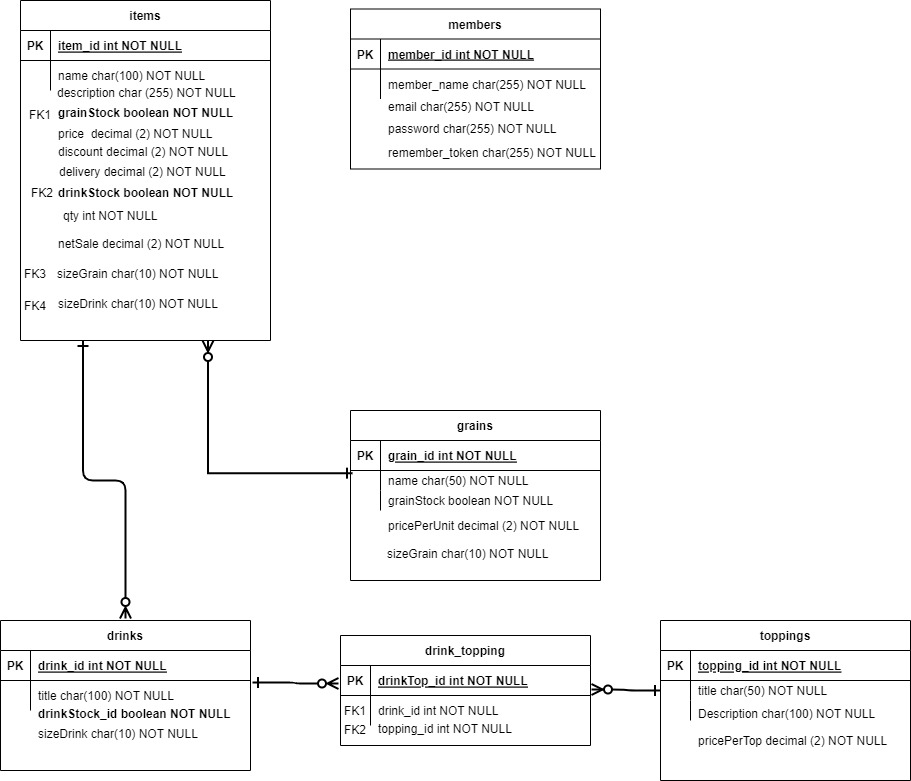 items
PK item_id int NOT NULL
name char(100) NOT NULL
description char (255) NOT NULL
FK1 grainStock boolean NOT NULL
price decimal (2) NOT NULL
discount decimal (2) NOT NULL
delivery decimal (2) NOT NULL
FK2 drinkStock boolean NOT NULL
qty int NOT NULL
netSale decimal (2) NOT NULL
FK3 sizeGrain char(10) NOT NULL
FK4 sizeDrink char(10) NOT NULL
members
PK member_id int NOT NULL
member_name char(255) NOT NULL
email char(255) NOT NULL
password char(255) NOT NULL
remember_token char(255) NOT NULL
grains
PK grain_id int NOT NULL
name char(50) NOT NULL
grainStock boolean NOT NULL
pricePerUnit decimal (2) NOT NULL
sizeGrain char(10) NOT NULL
drinks
PK drink_id int NOT NULL
title char(100) NOT NULL
drinkStock_id boolean NOT NULL
sizeDrink char(10) NOT NULL
drink_topping
PK drinkTop_id int NOT NULL
FK1 drink_id int NOT NULL
FK2 topping_id int NOT NULL
toppings
PK topping_id int NOT NULL
title char(50) NOT NULL
Description char(100) NOT NULL
pricePerTop decimal (2) NOT NULL